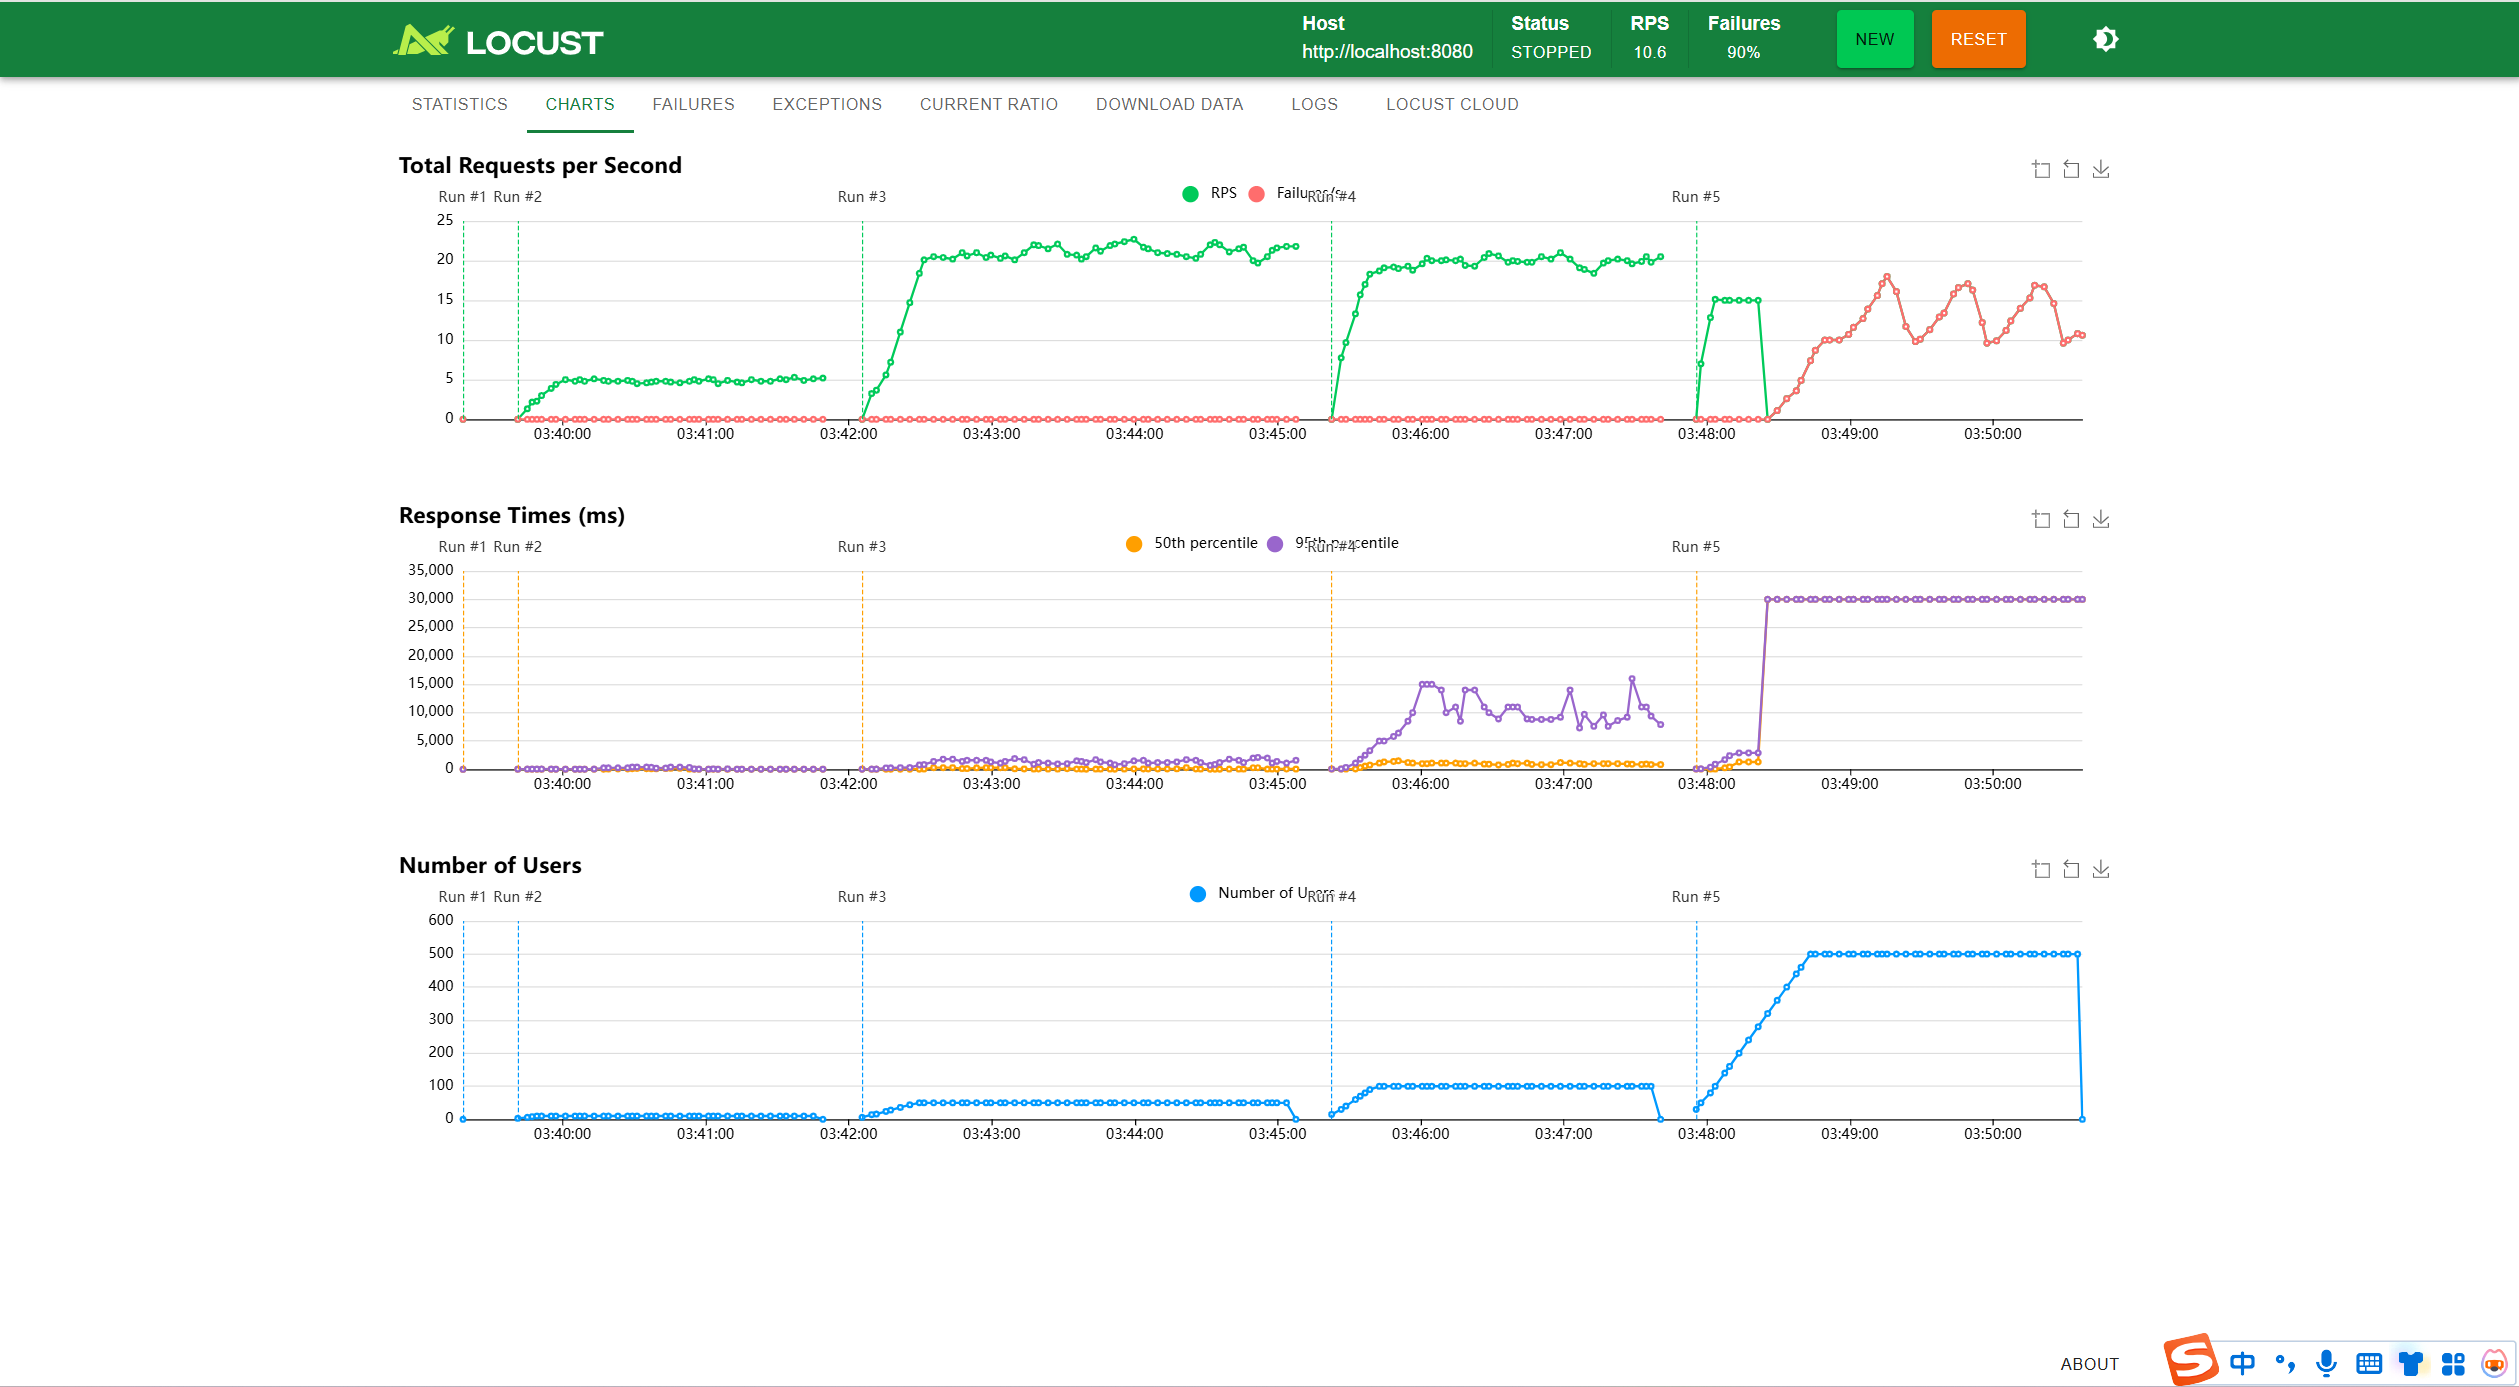 LOCUST
Host
http://localhost:8080
Status
STOPPED
RPS
10.6
Failures
90%
NEW
RESET
STATISTICS CHARTS FAILURES EXCEPTIONS CURRENT RATIO DOWNLOAD DATA LOGS LOCUST CLOUD
Total Requests per Second
RPS
Run #1 Run #2 Run #3 Run #4 Run #5
25
20
15
10
5
0
03:40:00 03:41:00 03:42:00 03:43:00 03:44:00 03:45:00 03:46:00 03:47:00 03:48:00 03:49:00 03:50:00
Response Times (ms)
50th percentile 95th percentile
Run #1 Run #2 Run #3 Run #4 Run #5
35,000
30,000
25,000
20,000
15,000
10,000
5,000
0
03:40:00 03:41:00 03:42:00 03:43:00 03:44:00 03:45:00 03:46:00 03:47:00 03:48:00 03:49:00 03:50:00
Number of Users
Number of Users
Run #1 Run #2 Run #3 Run #4 Run #5
600
500
400
300
200
100
0
03:40:00 03:41:00 03:42:00 03:43:00 03:44:00 03:45:00 03:46:00 03:47:00 03:48:00 03:49:00 03:50:00
ABOUT
S 中